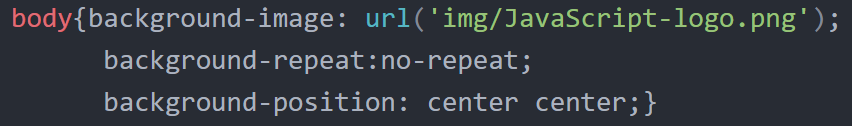 body{background-image: url('img/JavaScript-logo.png');
background-repeat:no-repeat;
background-position: center center;}